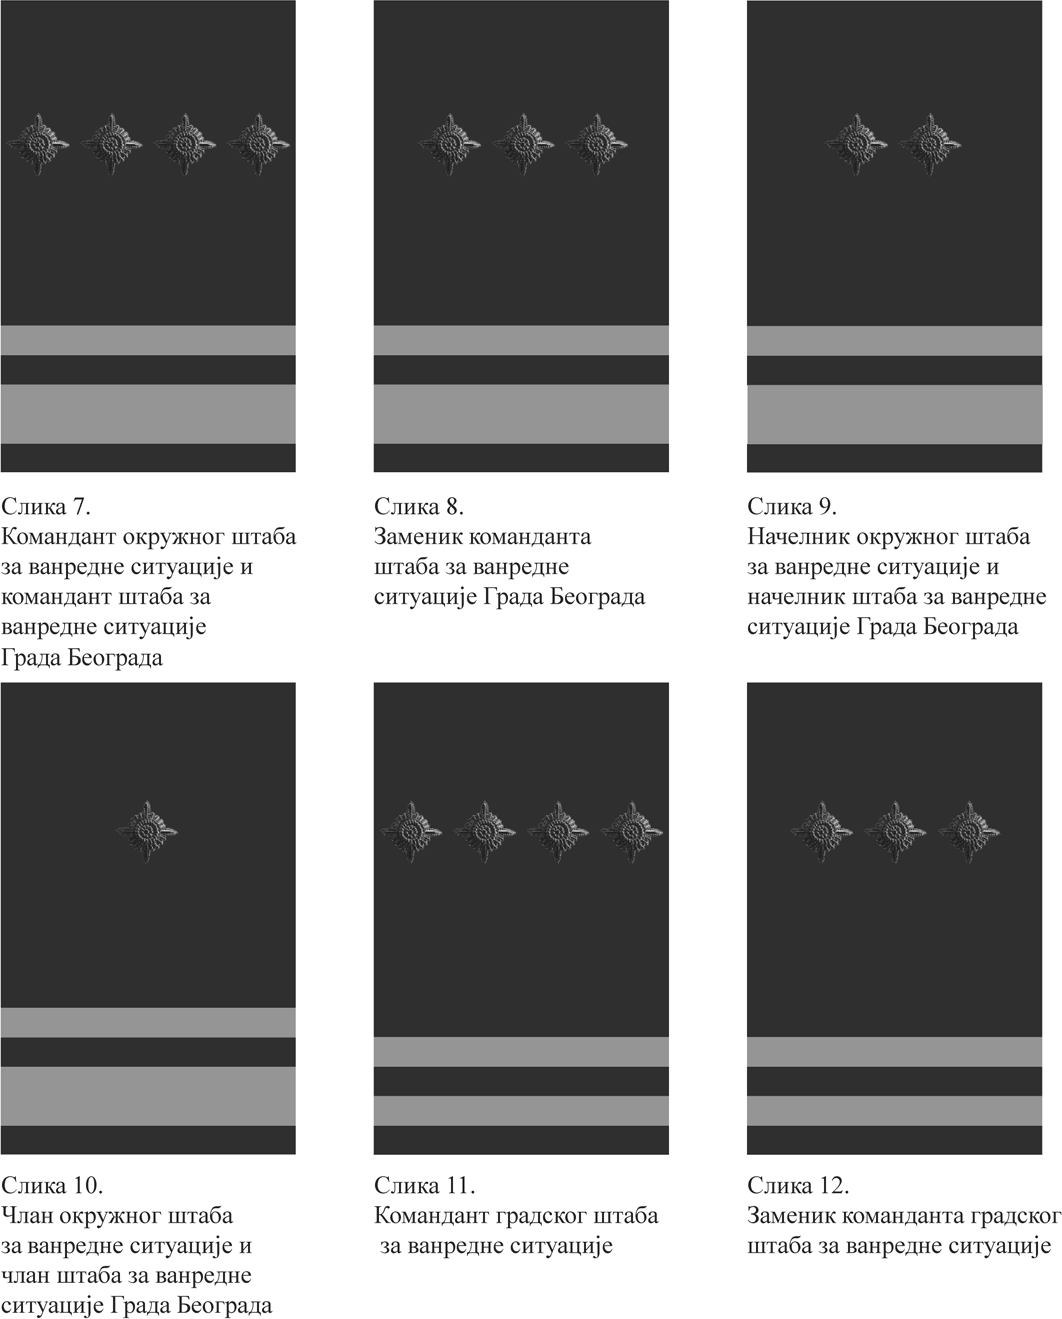 Слика 7.
Командант окружног штаба
за ванредне ситуације и
командант штаба за
ванредне ситуације
Града Београда
Слика 8.
Заменик команданта
штаба за ванредне
ситуације Града Београда
Слика 9.
Начелник окружног штаба
за ванредне ситуације и
начелник штаба за ванредне
ситуације Града Београда
Слика 10.
Члан окружног штаба
за ванредне ситуације и
члан штаба за ванредне
ситуације Града Београда
Слика 11.
Командант градског штаба
за ванредне ситуације
Слика 12.
Заменик команданта градског
штаба за ванредне ситуације